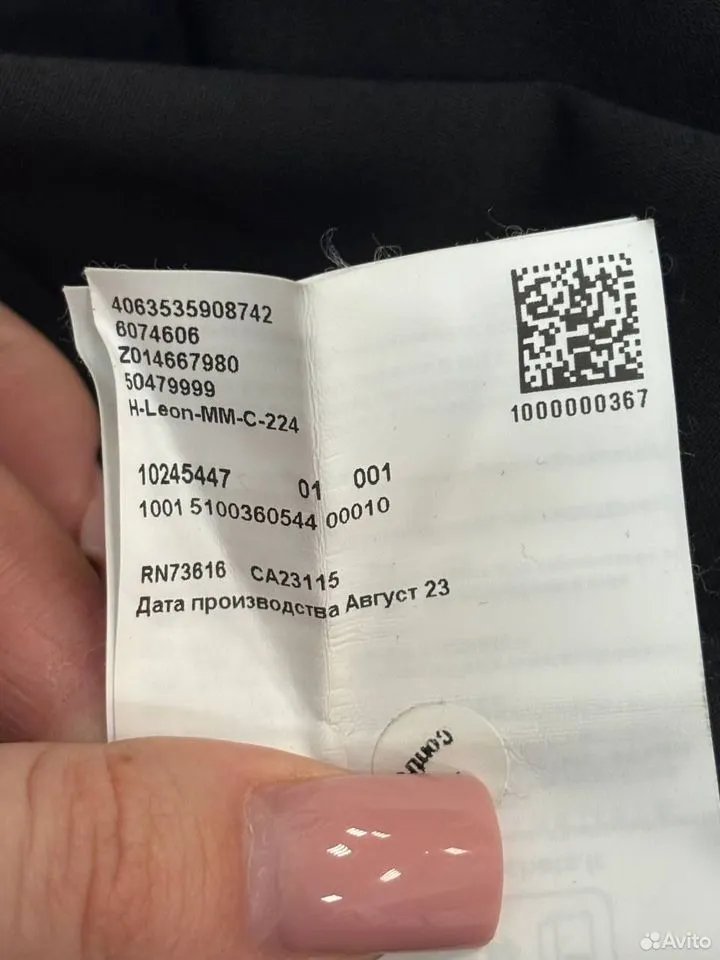 4063535908742
6074606
Z014667980
50479999
H-Leon-MM-C-224
1000000367
10245447 01 001
1001 5100360544 00010
RN73616 CA23115
Дата производства Август 23
Avito